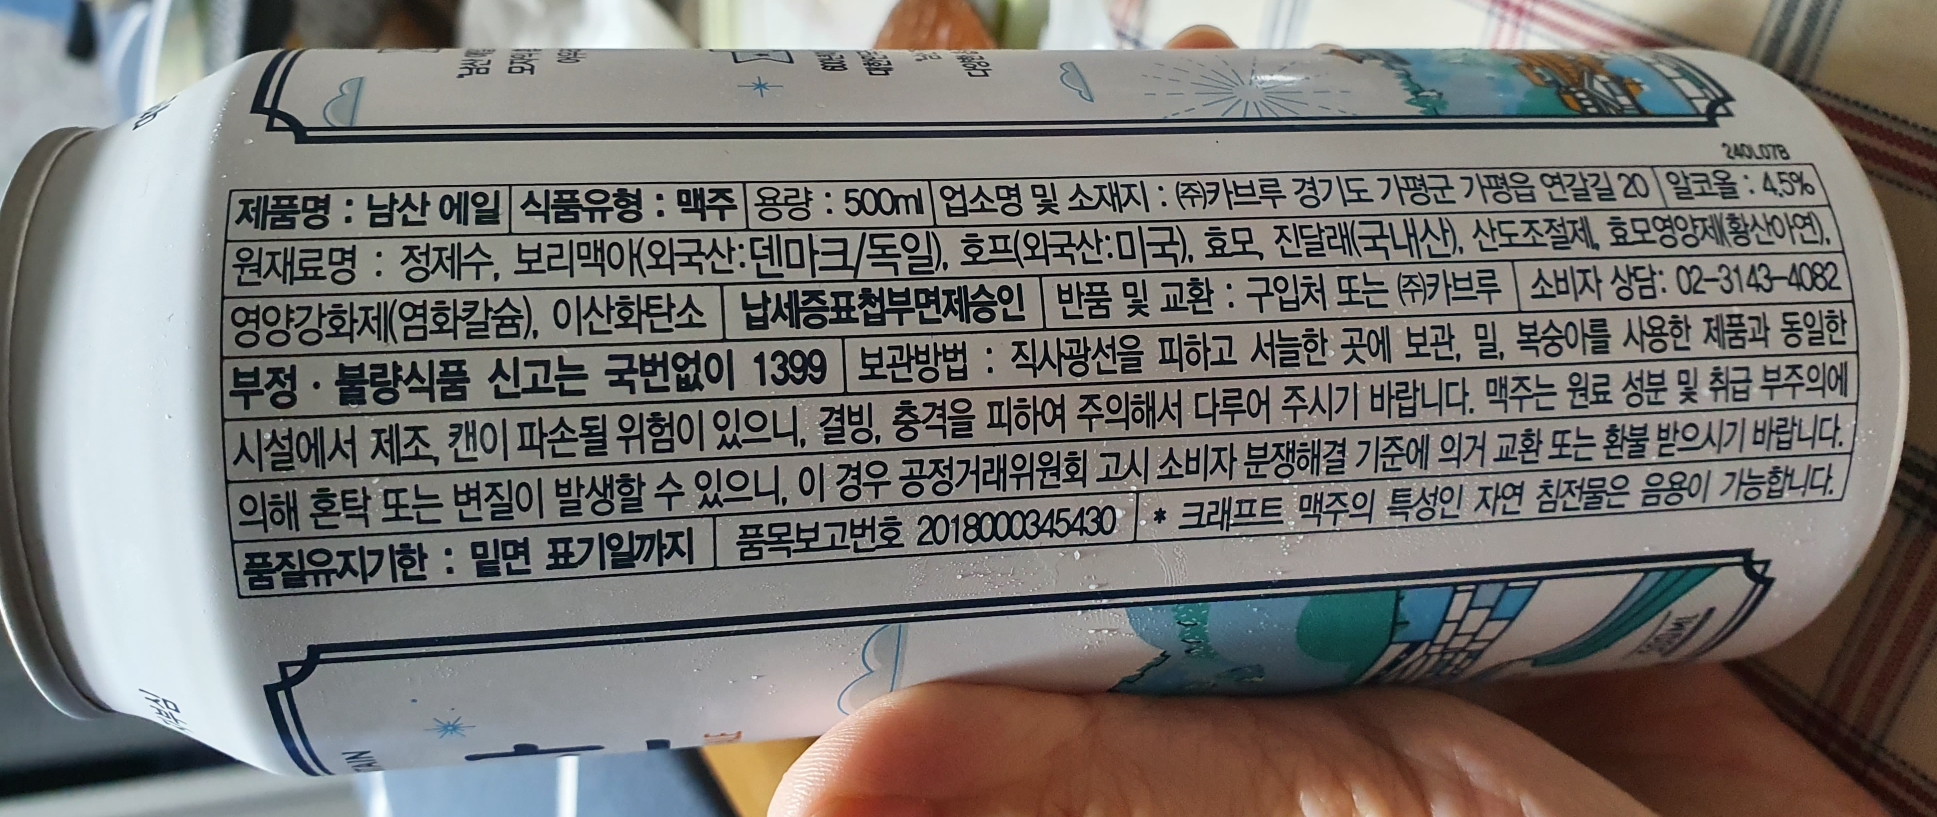 240L07B
제품명 : 남산 에일 식품유형 : 맥주 용량 : 500ml 업소명 및 소재지 : ㈜카브루 경기도 가평군 가평읍 연갈길 20 알코올 : 4.5%
원재료명 : 정제수, 보리맥아(외국산:덴마크/독일), 호프(외국산:미국), 효모, 진달래(국내산), 산도조절제, 효모영양제(황산아연),
영양강화제(염화칼슘), 이산화탄소 납세증표첩부면제승인 반품 및 교환 : 구입처 또는 ㈜카브루 소비자 상담: 02-3143-4082
부정 · 불량식품 신고는 국번없이 1399 보관방법 : 직사광선을 피하고 서늘한 곳에 보관, 밀, 복숭아를 사용한 제품과 동일한
시설에서 제조, 캔이 파손될 위험이 있으니, 결빙, 충격을 피하여 주의해서 다루어 주시기 바랍니다. 맥주는 원료 성분 및 취급 부주의에
의해 혼탁 또는 변질이 발생할 수 있으니, 이 경우 공정거래위원회 고시 소비자 분쟁해결 기준에 의거 교환 또는 환불 받으시기 바랍니다.
품질유지기한 : 밑면 표기일까지 품목보고번호 2018000345430 * 크래프트 맥주의 특성인 자연 침전물은 음용이 가능합니다.